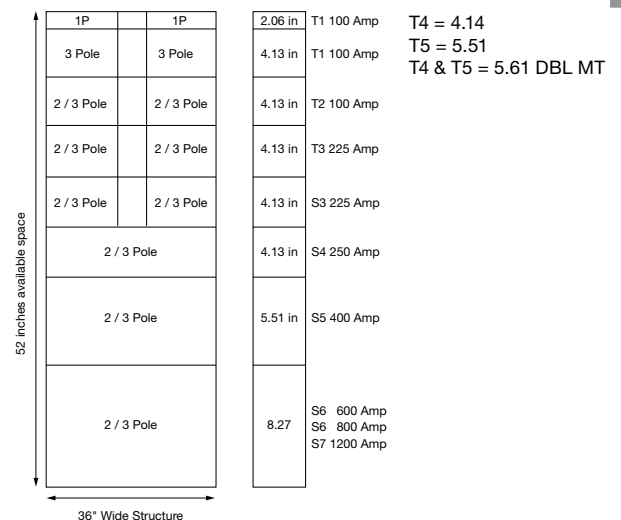 1P 1P 2.06 in T1 100 Amp
3 Pole 3 Pole 4.13 in T1 100 Amp
2 / 3 Pole 2 / 3 Pole 4.13 in T2 100 Amp
2 / 3 Pole 2 / 3 Pole 4.13 in T3 225 Amp
2 / 3 Pole 2 / 3 Pole 4.13 in S3 225 Amp
2 / 3 Pole 4.13 in S4 250 Amp
2 / 3 Pole 5.51 in S5 400 Amp
2 / 3 Pole 8.27 S6 600 Amp
S6 800 Amp
S7 1200 Amp
52 inches available space
36" Wide Structure
T4 = 4.14
T5 = 5.51
T4 & T5 = 5.61 DBL MT